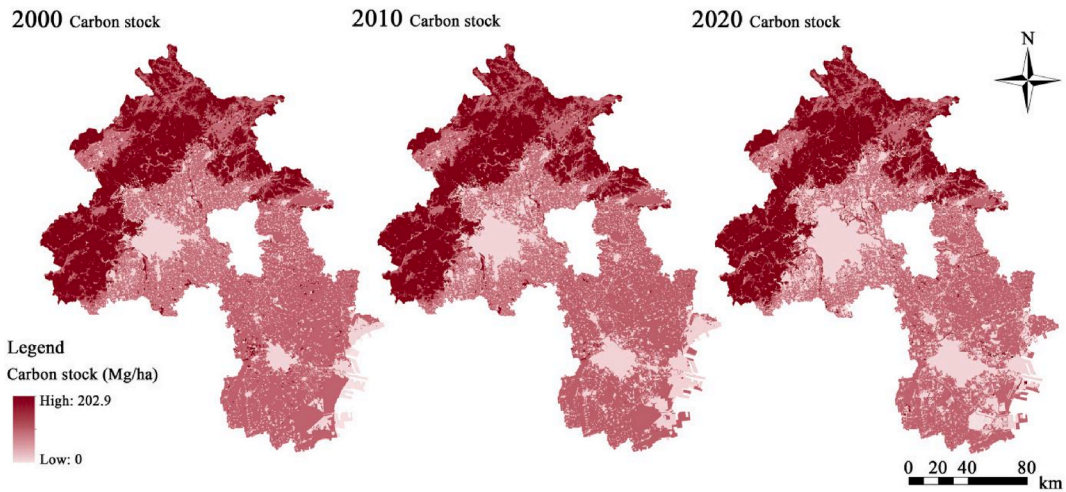 2000 Carbon stock
2010 Carbon stock
2020 Carbon stock
N
Legend
Carbon stock (Mg/ha)
High: 202.9
Low: 0
0 20 40 80
km